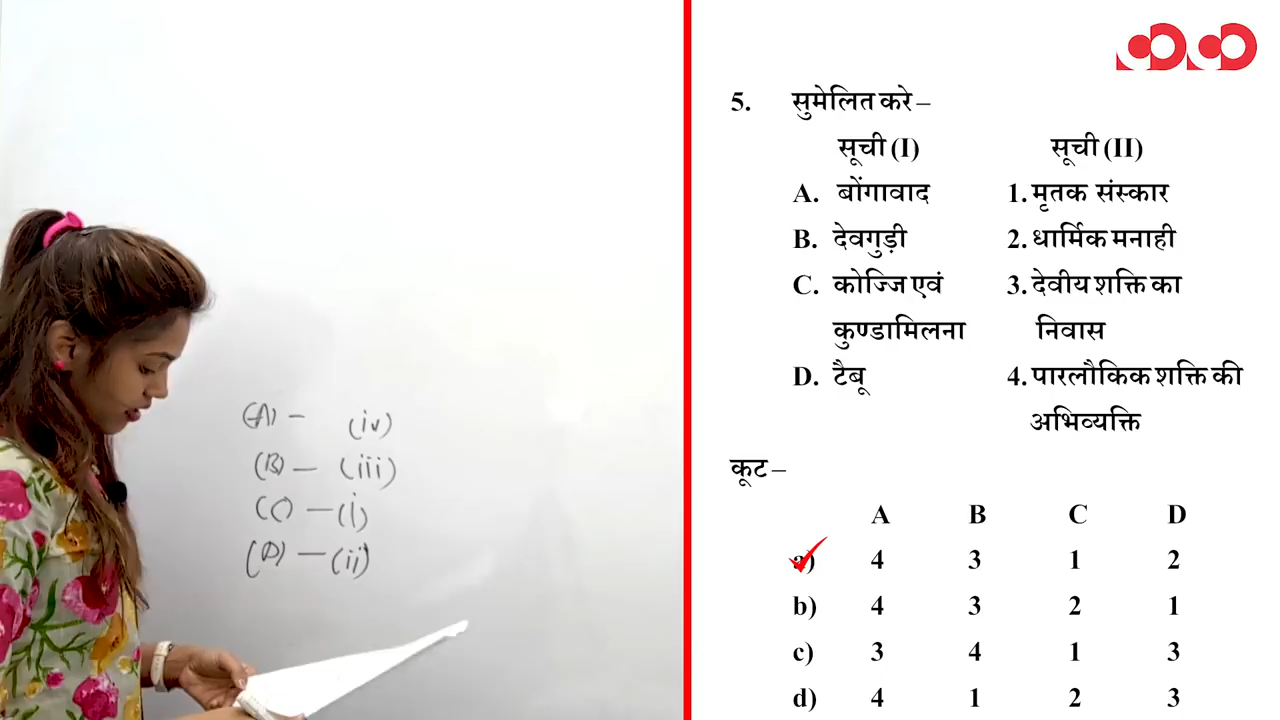 (A) - (iv)
(B) - (iii)
(C) - (i)
(D) - (ii)
5. सुमेलित करे –
सूची (I) सूची (II)
A. बोंगावाद 1. मृतक संस्कार
B. देवगुड़ी 2. धार्मिक मनाही
C. कोज्जि एवं 3. देवीय शक्ति का
कुण्डामिलना निवास
D. टैबू 4. पारलौकिक शक्ति की
अभिव्यक्ति
कूट –
A B C D
a) 4 3 1 2
b) 4 3 2 1
c) 3 4 1 3
d) 4 1 2 3